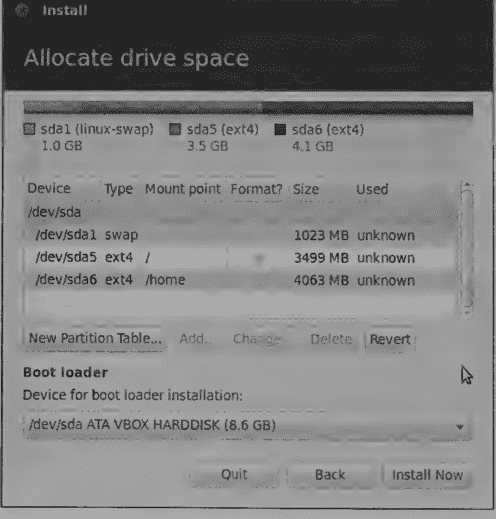 Install
Allocate drive space
sda1 (linux-swap) sda5 (ext4) sda6 (ext4)
1.0 GB 3.5 GB 4.1 GB
Device Type Mount point Format? Size Used
/dev/sda
/dev/sda1 swap 1023 MB unknown
/dev/sda5 ext4 / 3499 MB unknown
/dev/sda6 ext4 /home 4063 MB unknown
New Partition Table... Add.. Change Delete Revert
Boot loader
Device for boot loader installation:
/dev/sda ATA VBOX HARDDISK (8.6 GB)
Quit Back Install Now